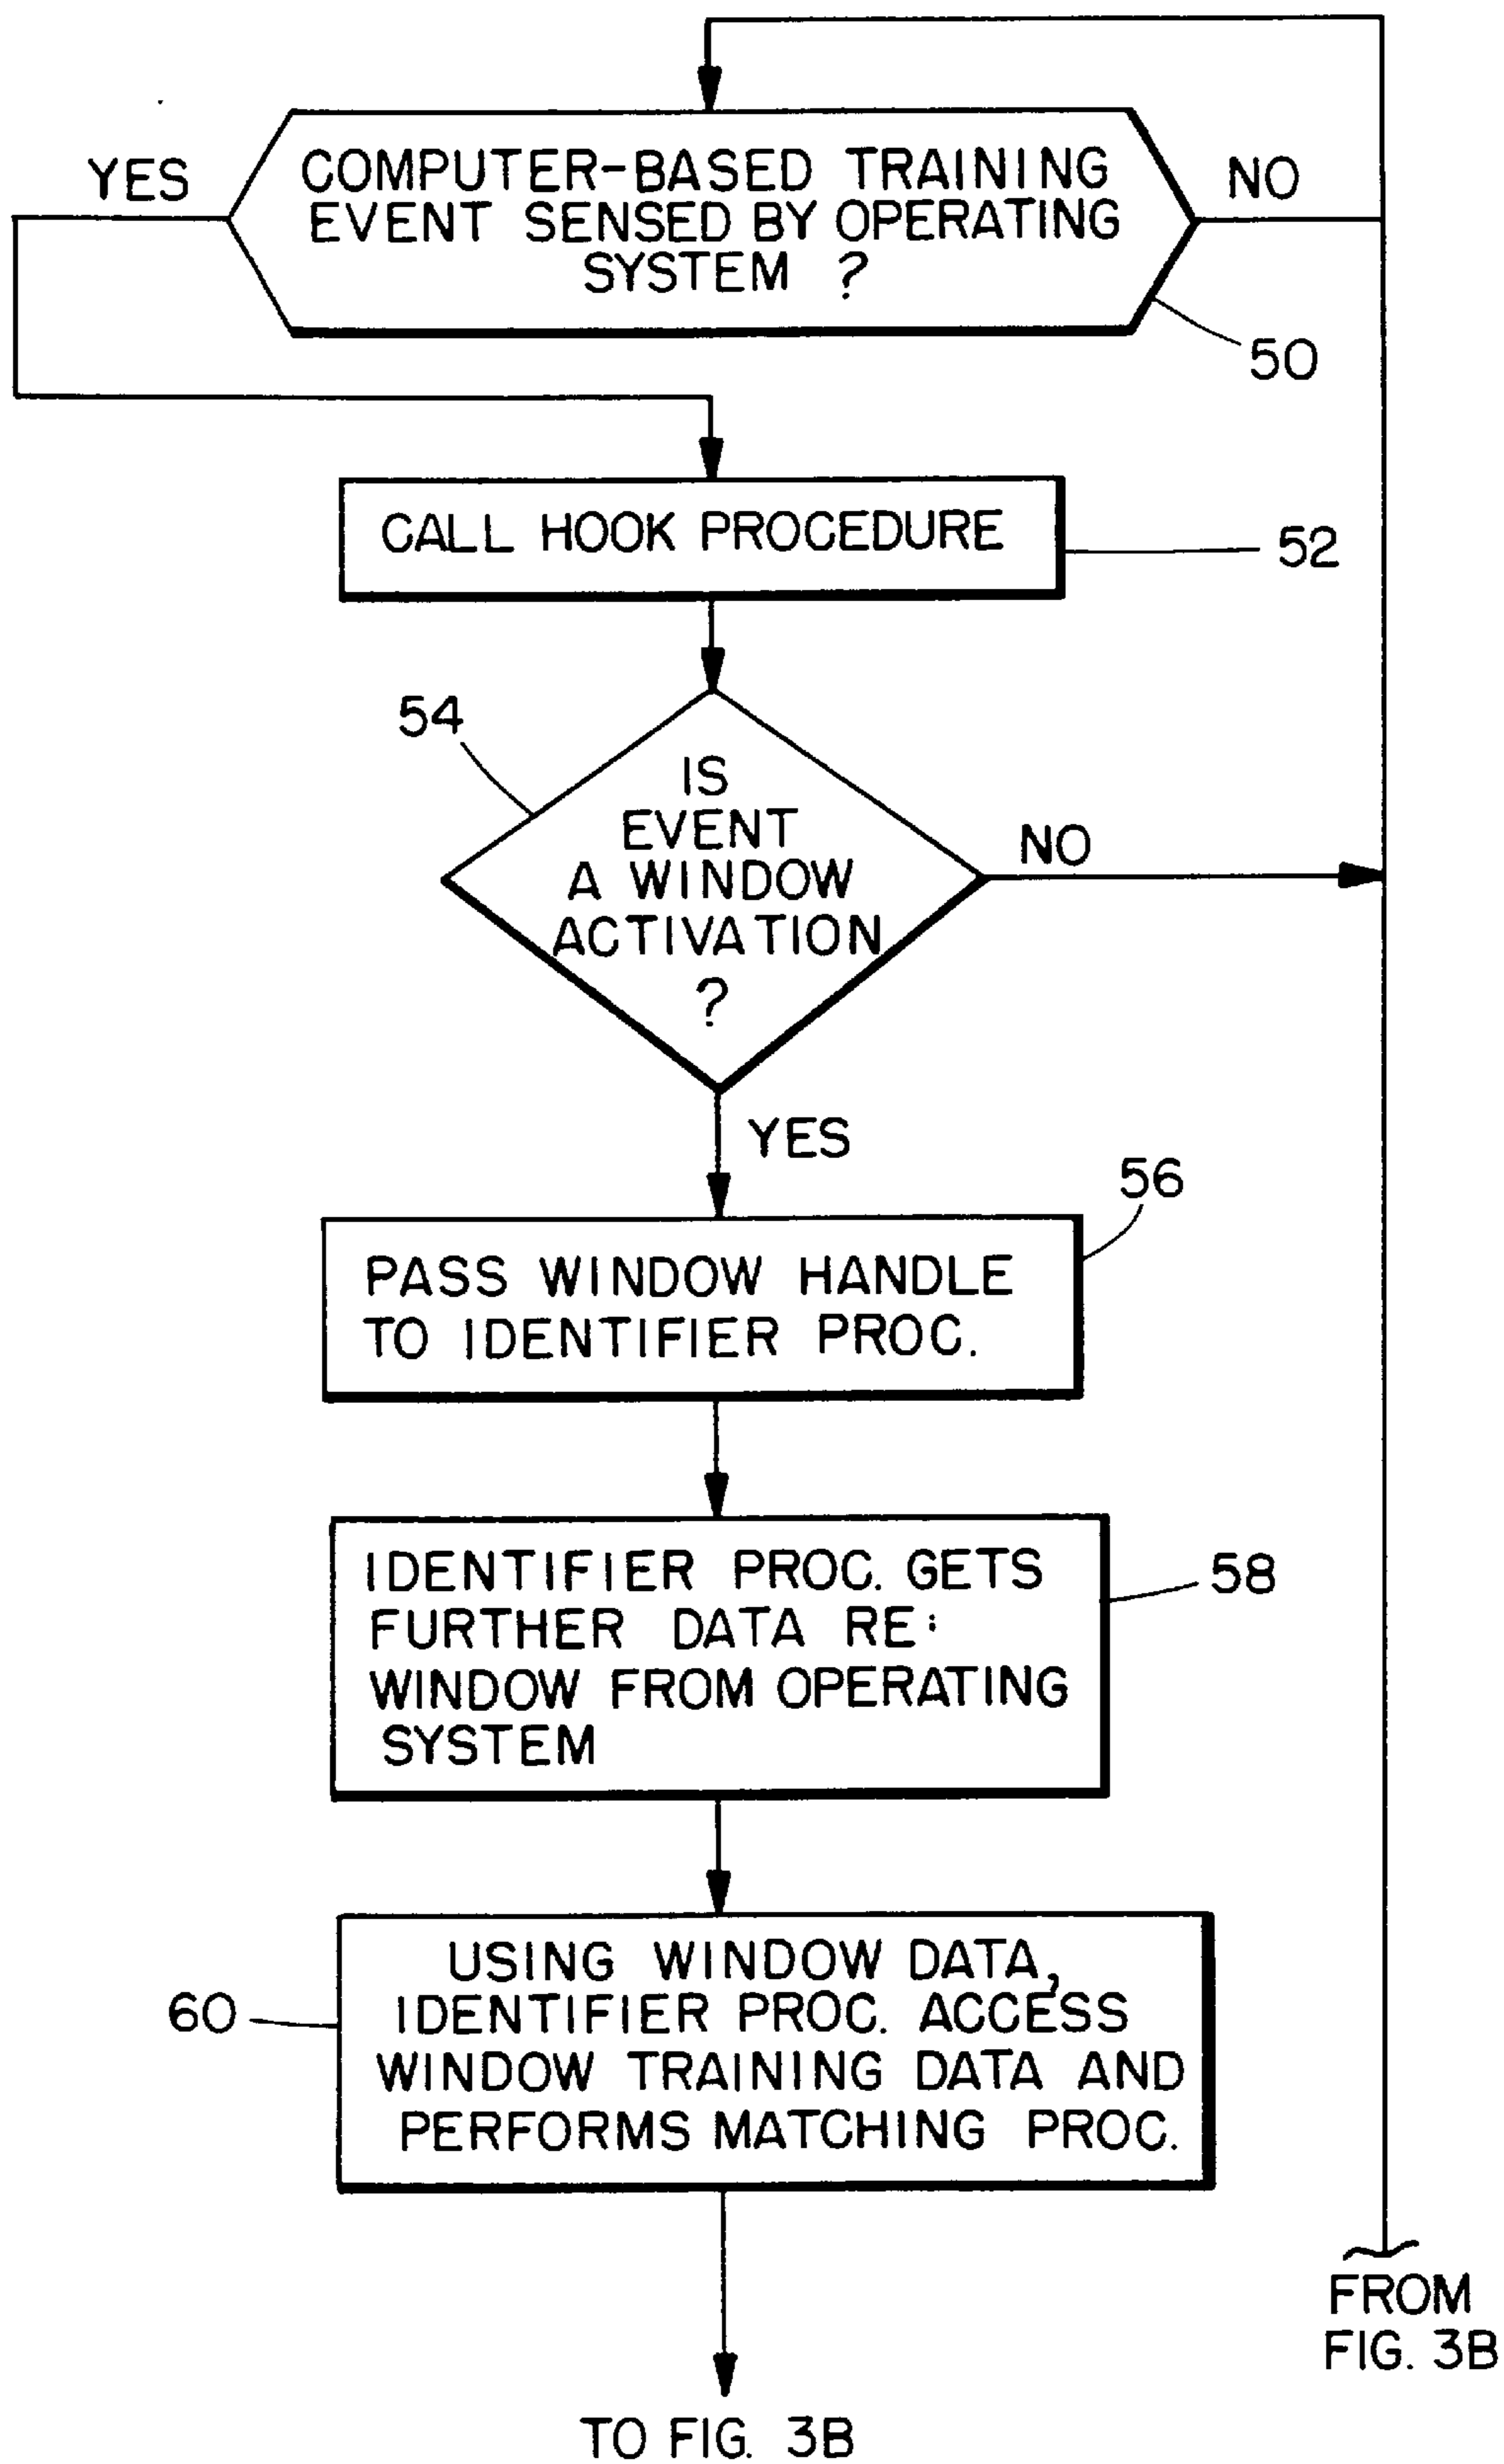 YES
COMPUTER-BASED TRAINING
EVENT SENSED BY OPERATING
SYSTEM ?
NO
50
CALL HOOK PROCEDURE
52
54
IS
EVENT
A WINDOW
ACTIVATION
?
NO
YES
56
PASS WINDOW HANDLE
TO IDENTIFIER PROC.
IDENTIFIER PROC. GETS
FURTHER DATA RE:
WINDOW FROM OPERATING
SYSTEM
58
USING WINDOW DATA,
IDENTIFIER PROC. ACCESS
WINDOW TRAINING DATA AND
PERFORMS MATCHING PROC.
60
FROM
FIG. 3B
TO FIG. 3B